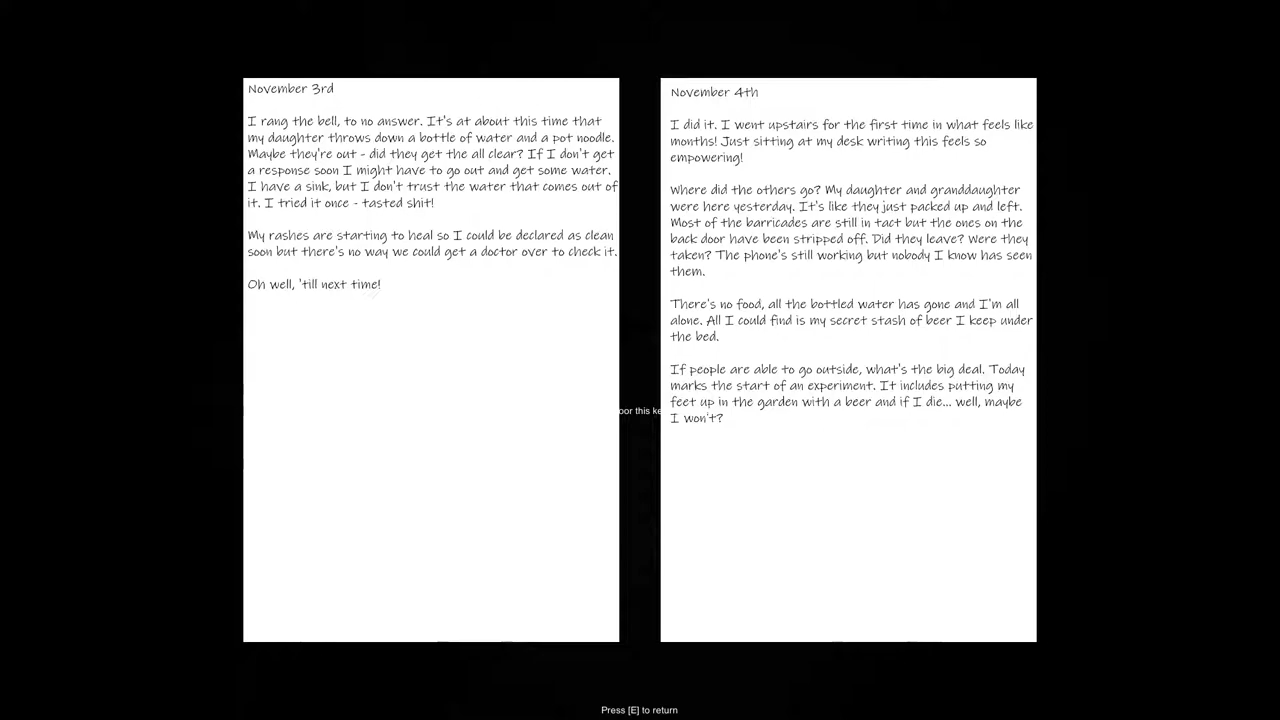 November 3rd
I rang the bell, to no answer. It's at about this time that
my daughter throws down a bottle of water and a pot noodle.
Maybe they're out - did they get the all clear? If I don't get
a response soon I might have to go out and get some water.
I have a sink, but I don't trust the water that comes out of
it. I tried it once - tasted shit!
My rashes are starting to heal so I could be declared as clean
soon but there's no way we could get a doctor over to check it.
Oh well, 'till next time!
November 4th
I did it. I went upstairs for the first time in what feels like
months! Just sitting at my desk writing this feels so
empowering!
Where did the others go? My daughter and granddaughter
were here yesterday. It's like they just packed up and left.
Most of the barricades are still in tact but the ones on the
back door have been stripped off. Did they leave? Were they
taken? The phone's still working but nobody I know has seen
them.
There's no food, all the bottled water has gone and I'm all
alone. All I could find is my secret stash of beer I keep under
the bed.
If people are able to go outside, what's the big deal. Today
marks the start of an experiment. It includes putting my
feet up in the garden with a beer and if I die... well, maybe
I won't?
this
Press [E] to return